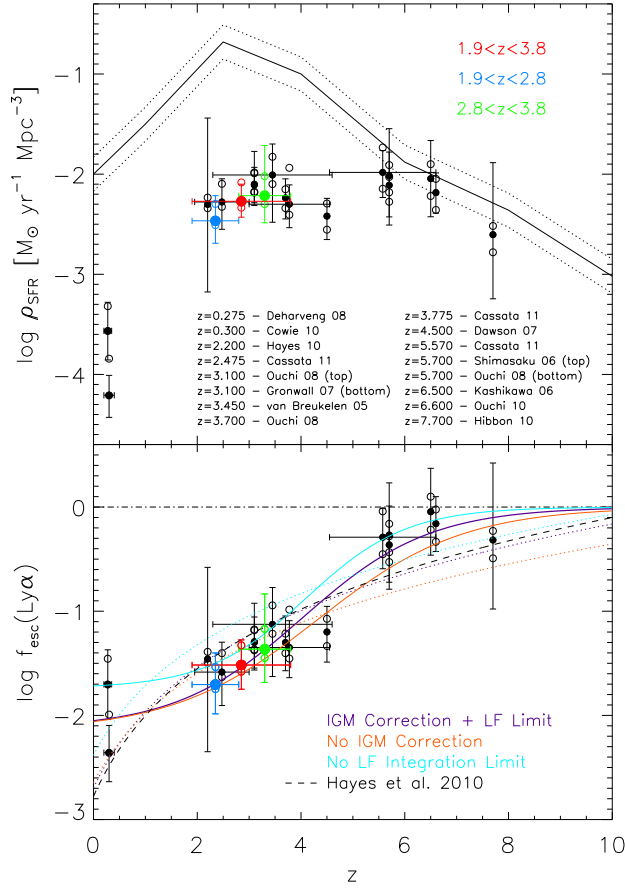 1.9<z<3.8
1.9<z<2.8
2.8<z<3.8
log ρSFR [M⊙ yr−1 Mpc−3]
−1
−2
−3
−4
z=0.275 − Deharveng 08
z=0.300 − Cowie 10
z=2.200 − Hayes 10
z=2.475 − Cassata 11
z=3.100 − Ouchi 08 (top)
z=3.100 − Gronwall 07 (bottom)
z=3.450 − van Breukelen 05
z=3.700 − Ouchi 08
z=3.775 − Cassata 11
z=4.500 − Dawson 07
z=5.570 − Cassata 11
z=5.700 − Shimasaku 06 (top)
z=5.700 − Ouchi 08 (bottom)
z=6.500 − Kashikawa 06
z=6.600 − Ouchi 10
z=7.700 − Hibbon 10
log fesc(Lyα)
0
−1
−2
−3
IGM Correction + LF Limit
No IGM Correction
No LF Integration Limit
Hayes et al. 2010
0 2 4 6 8 10
z